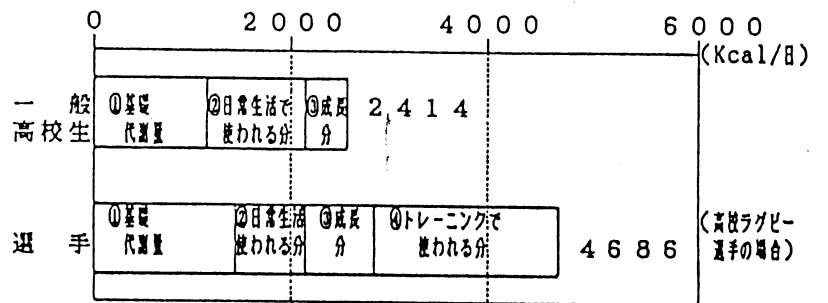 0 2000 4000 6000
(Kcal/日)
一般
高校生
①基礎
代謝量
②日常生活で
使われる分
③成長
分
2,414
選手
①基礎
代謝量
②日常生活
使われる分
③成長
分
④トレーニングで
使われる分
4686
(高校ラグビー
選手の場合)